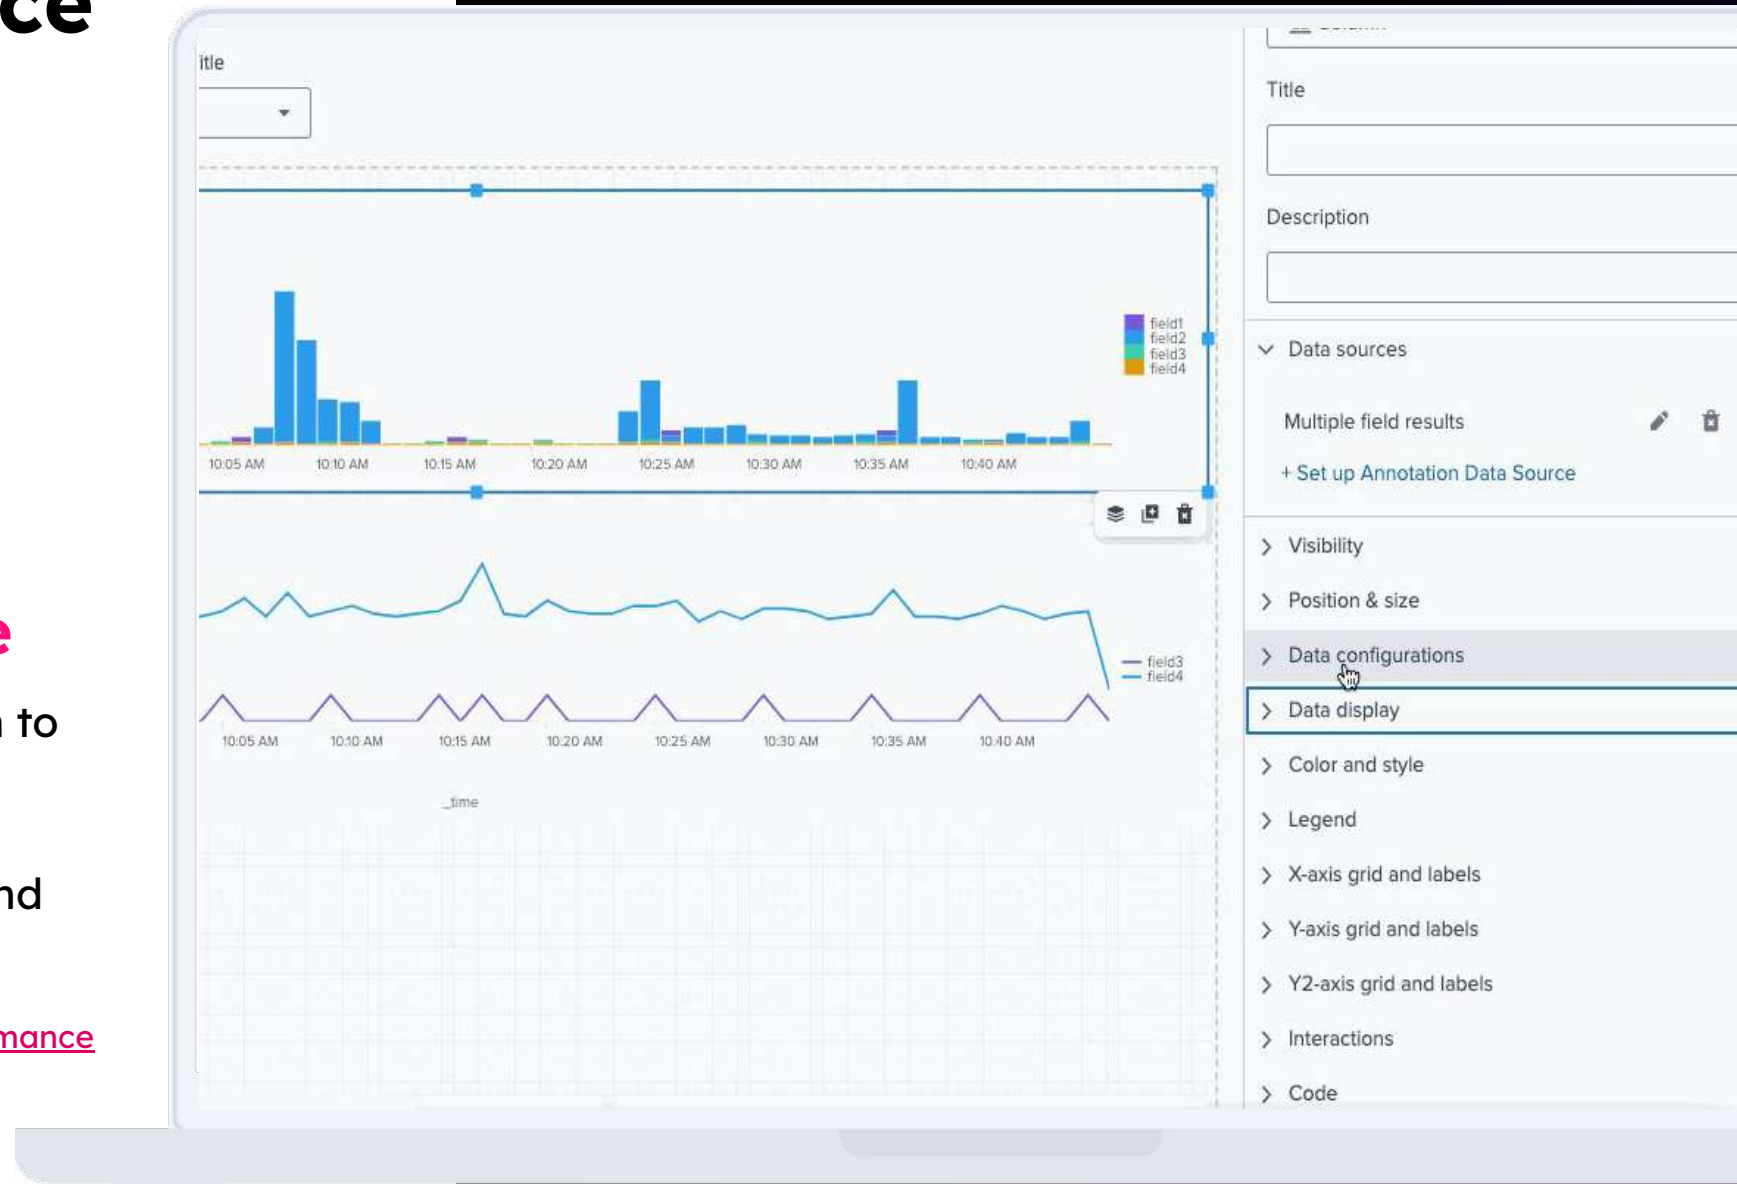 ce
e
n to
nd
mance
itle
field1
field2
field3
field4
10:05 AM 10:10 AM 10:15 AM 10:20 AM 10:25 AM 10:30 AM 10:35 AM 10:40 AM
field3
field4
10:05 AM 10:10 AM 10:15 AM 10:20 AM 10:25 AM 10:30 AM 10:35 AM 10:40 AM
_time
Title
Description
Data sources
Multiple field results
+ Set up Annotation Data Source
Visibility
Position & size
Data configurations
Data display
Color and style
Legend
X-axis grid and labels
Y-axis grid and labels
Y2-axis grid and labels
Interactions
Code